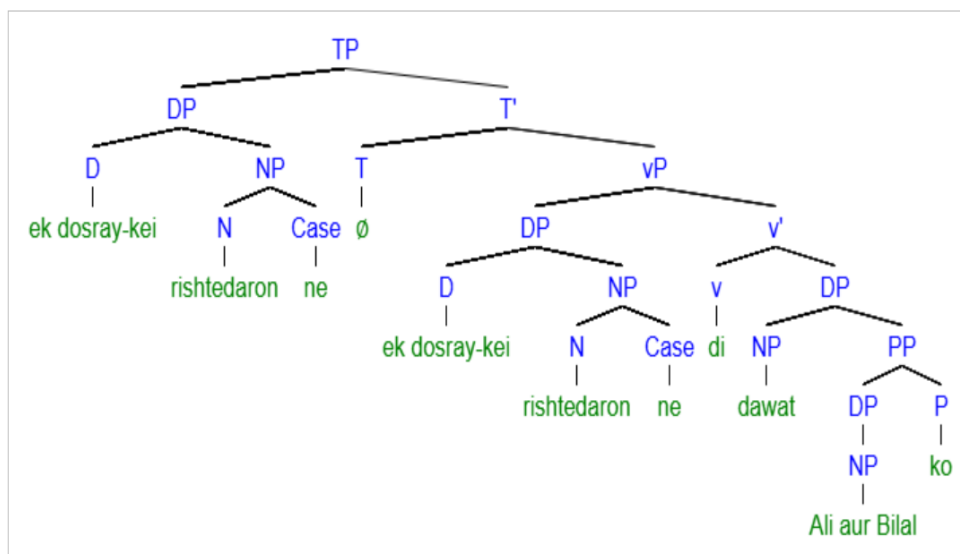 TP
DP T'
D NP T vP
ek dosray-kei N Case ø DP v'
rishtedaron ne D NP v DP
ek dosray-kei N Case di NP PP
rishtedaron ne dawat DP P
NP ko
Ali aur Bilal